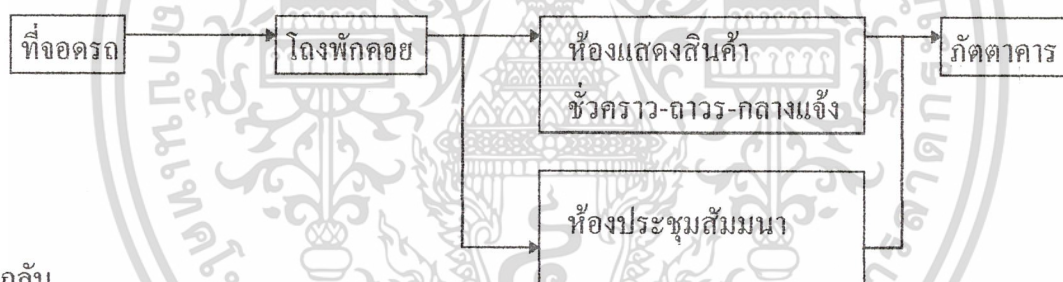 ที่จอดรถ
โถงพักคอย
ห้องแสดงสินค้า
ชั่วคราว-ถาวร-กลางแจ้ง
ภัตตาคาร
ห้องประชุมสัมมนา